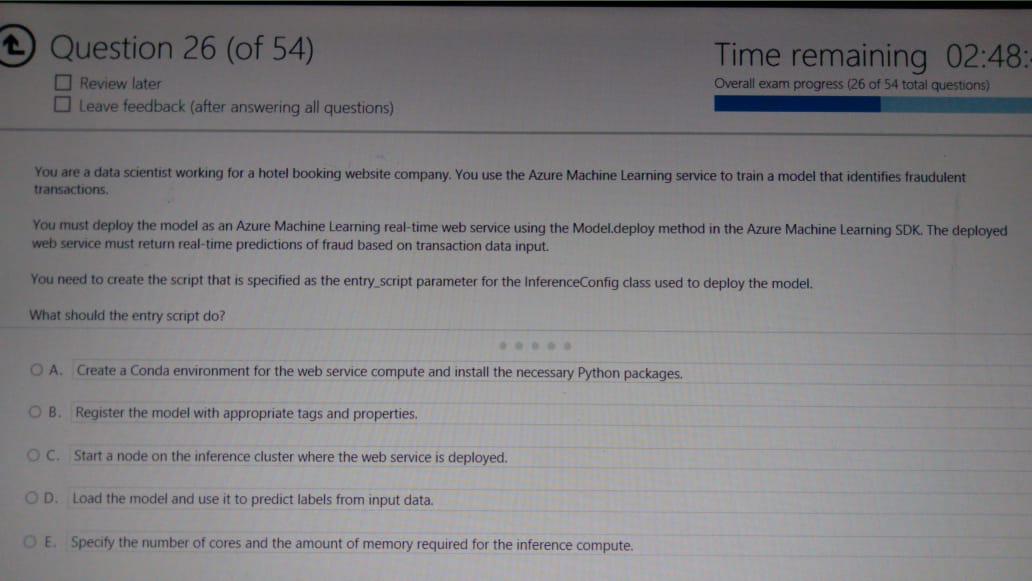 Question 26 (of 54)
Time remaining 02:48:
Review later
Overall exam progress (26 of 54 total questions)
Leave feedback (after answering all questions)
You are a data scientist working for a hotel booking website company. You use the Azure Machine Learning service to train a model that identifies fraudulent
transactions.
You must deploy the model as an Azure Machine Learning real-time web service using the Model.deploy method in the Azure Machine Learning SDK. The deployed
web service must return real-time predictions of fraud based on transaction data input.
You need to create the script that is specified as the entry_script parameter for the InferenceConfig class used to deploy the model.
What should the entry script do?
A. Create a Conda environment for the web service compute and install the necessary Python packages.
B. Register the model with appropriate tags and properties.
C. Start a node on the inference cluster where the web service is deployed.
D. Load the model and use it to predict labels from input data.
E. Specify the number of cores and the amount of memory required for the inference compute.